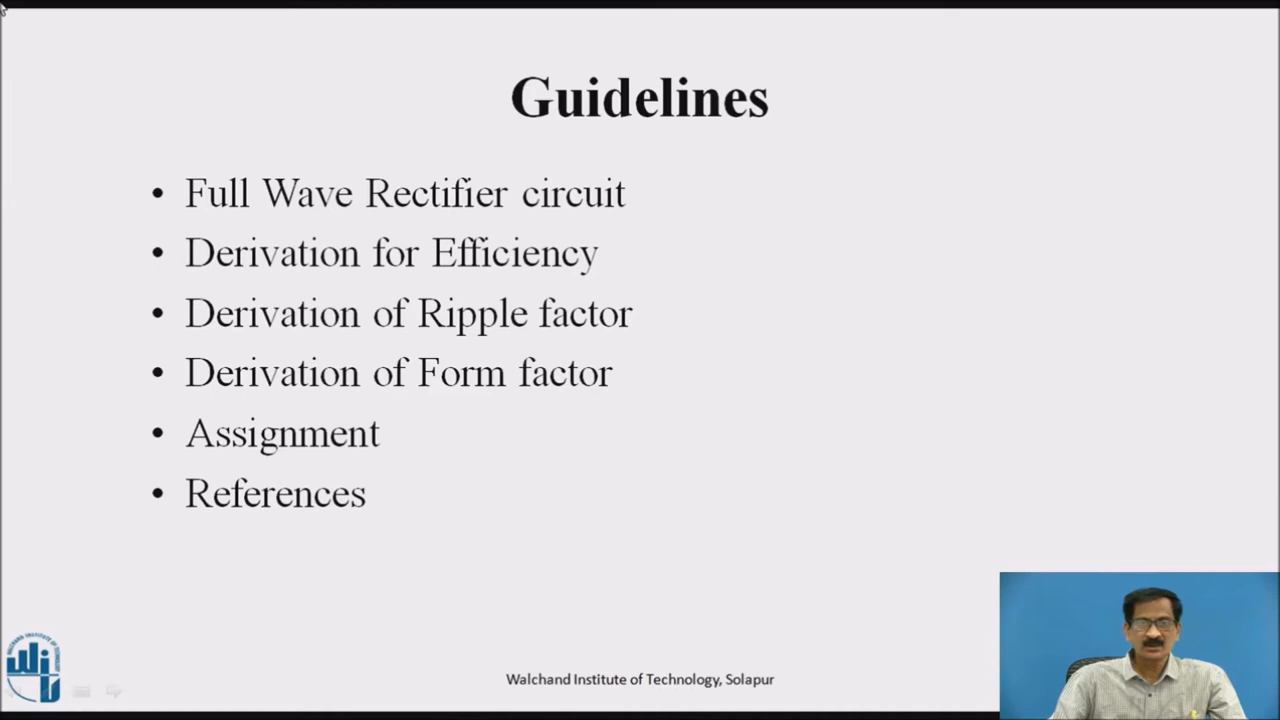 Guidelines
• Full Wave Rectifier circuit
• Derivation for Efficiency
• Derivation of Ripple factor
• Derivation of Form factor
• Assignment
• References
Walchand Institute of Technology, Solapur